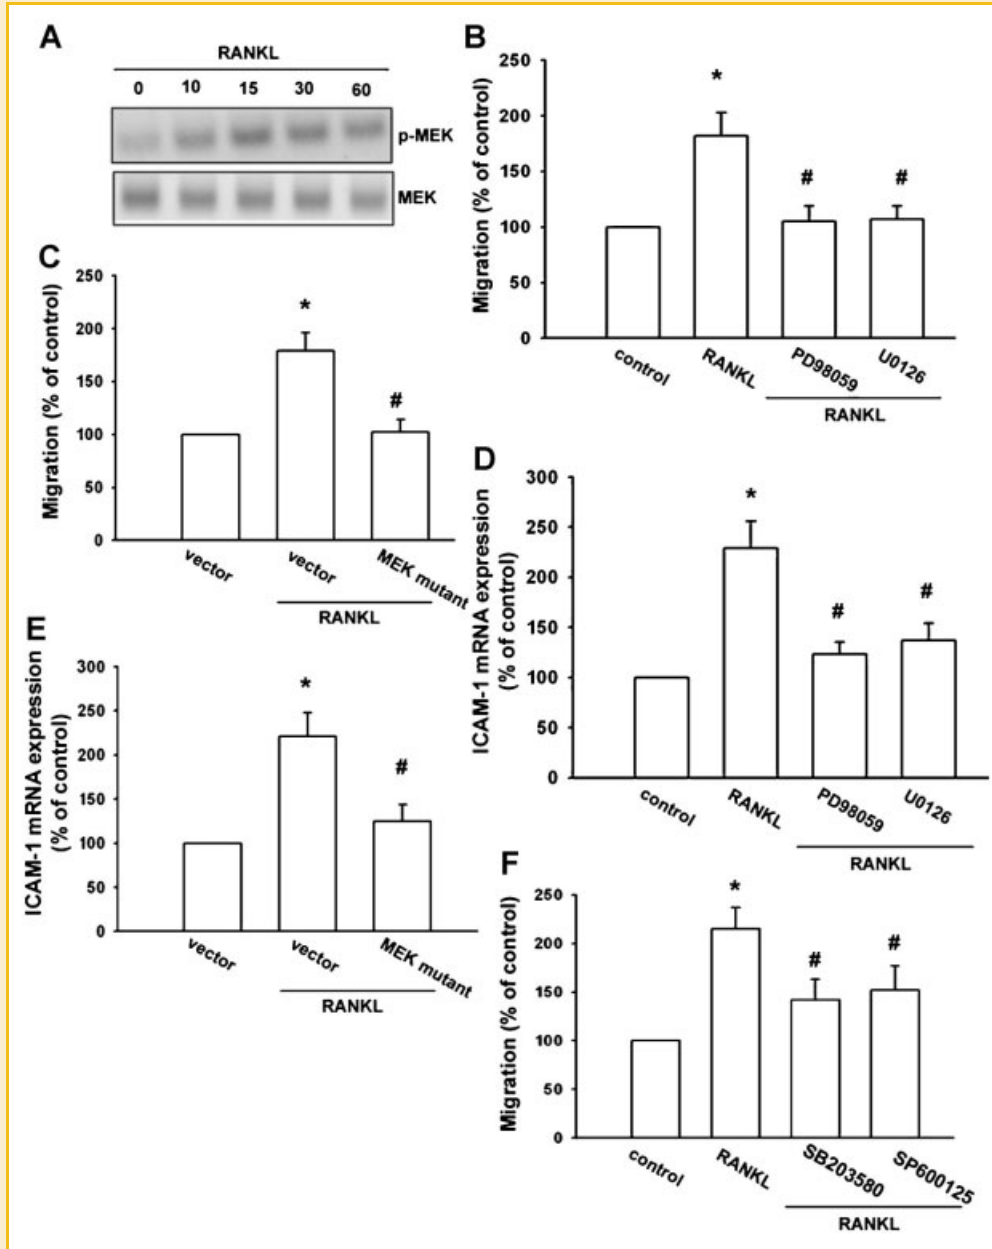 A
RANKL
0 10 15 30 60
p-MEK
MEK
B
Migration (% of control)
250
200
150
100
50
0
*
#
#
control
RANKL
PD98059
U0126
RANKL
C
Migration (% of control)
250
200
150
100
50
0
*
#
vector
vector
MEK mutant
RANKL
D
ICAM-1 mRNA expression
(% of control)
300
250
200
150
100
50
0
*
#
#
control
RANKL
PD98059
U0126
RANKL
E
ICAM-1 mRNA expression
(% of control)
300
250
200
150
100
50
0
*
#
vector
vector
MEK mutant
RANKL
F
Migration (% of control)
250
200
150
100
50
0
*
#
#
control
RANKL
SB203580
SP600125
RANKL